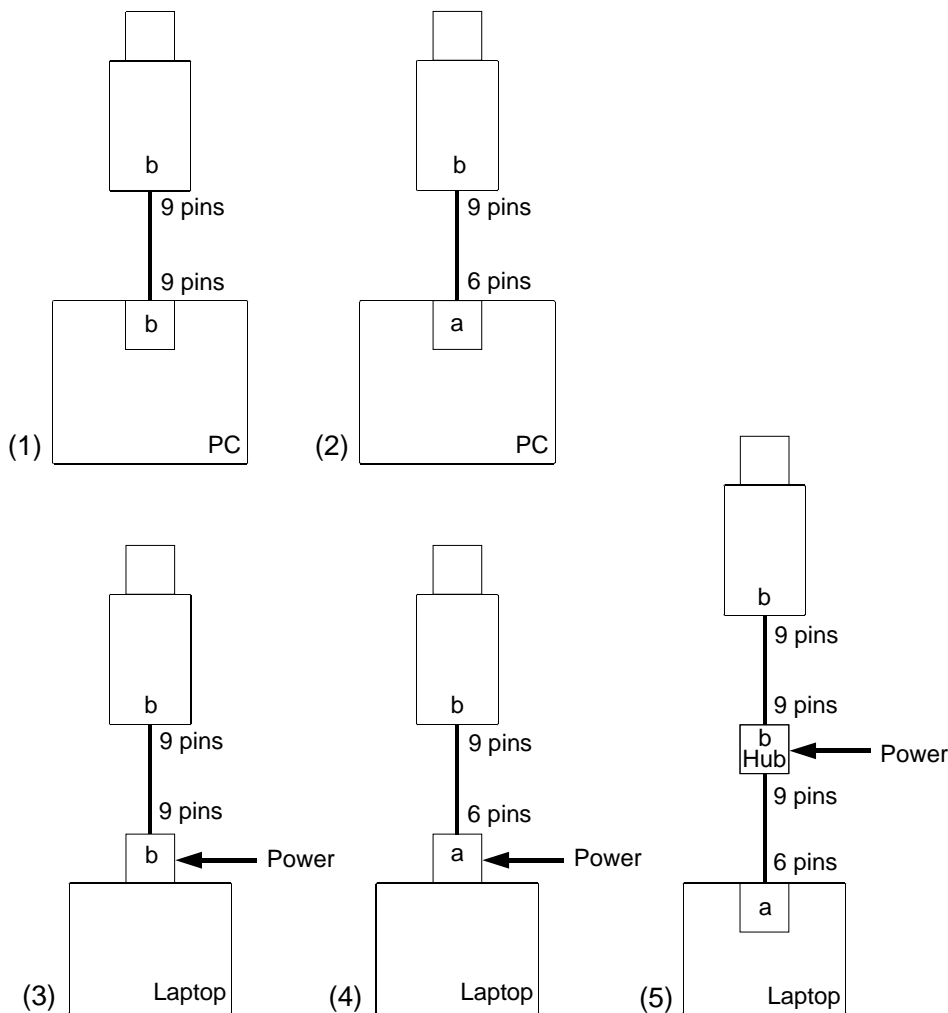 b
9 pins
9 pins
b
PC
(1)
b
9 pins
6 pins
a
PC
(2)
b
9 pins
9 pins
b
Power
Laptop
(3)
b
9 pins
6 pins
a
Power
Laptop
(4)
b
9 pins
9 pins
b
Hub
Power
9 pins
6 pins
a
Laptop
(5)